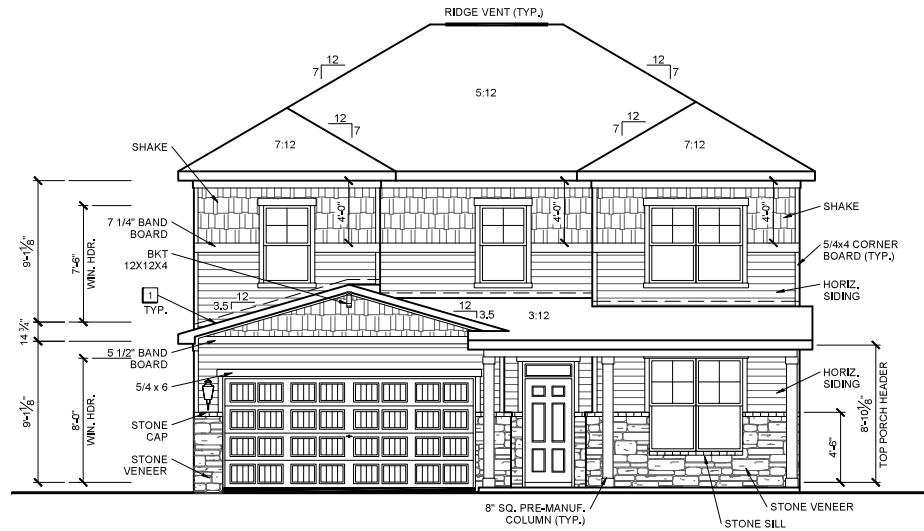 RIDGE VENT (TYP.)
12
7
12
7
5:12
12
7
12
7
7:12
7:12
SHAKE
SHAKE
4'-0"
4'-0"
4'-0"
7 1/4" BAND
BOARD
BKT
12X12X4
5/4x4 CORNER
BOARD (TYP.)
HORIZ.
SIDING
9'-1 1/8"
7'-6"
WIN. HDR.
1
TYP.
12
3.5
12
3.5
3:12
14 3/4"
5 1/2" BAND
BOARD
5/4 x 6
HORIZ.
SIDING
9'-1 1/8"
8'-0"
WIN. HDR.
STONE
CAP
STONE
VENEER
4'-6"
8'-10 1/8"
TOP PORCH HEADER
8" SQ. PRE-MANUF.
COLUMN (TYP.)
STONE VENEER
STONE SILL